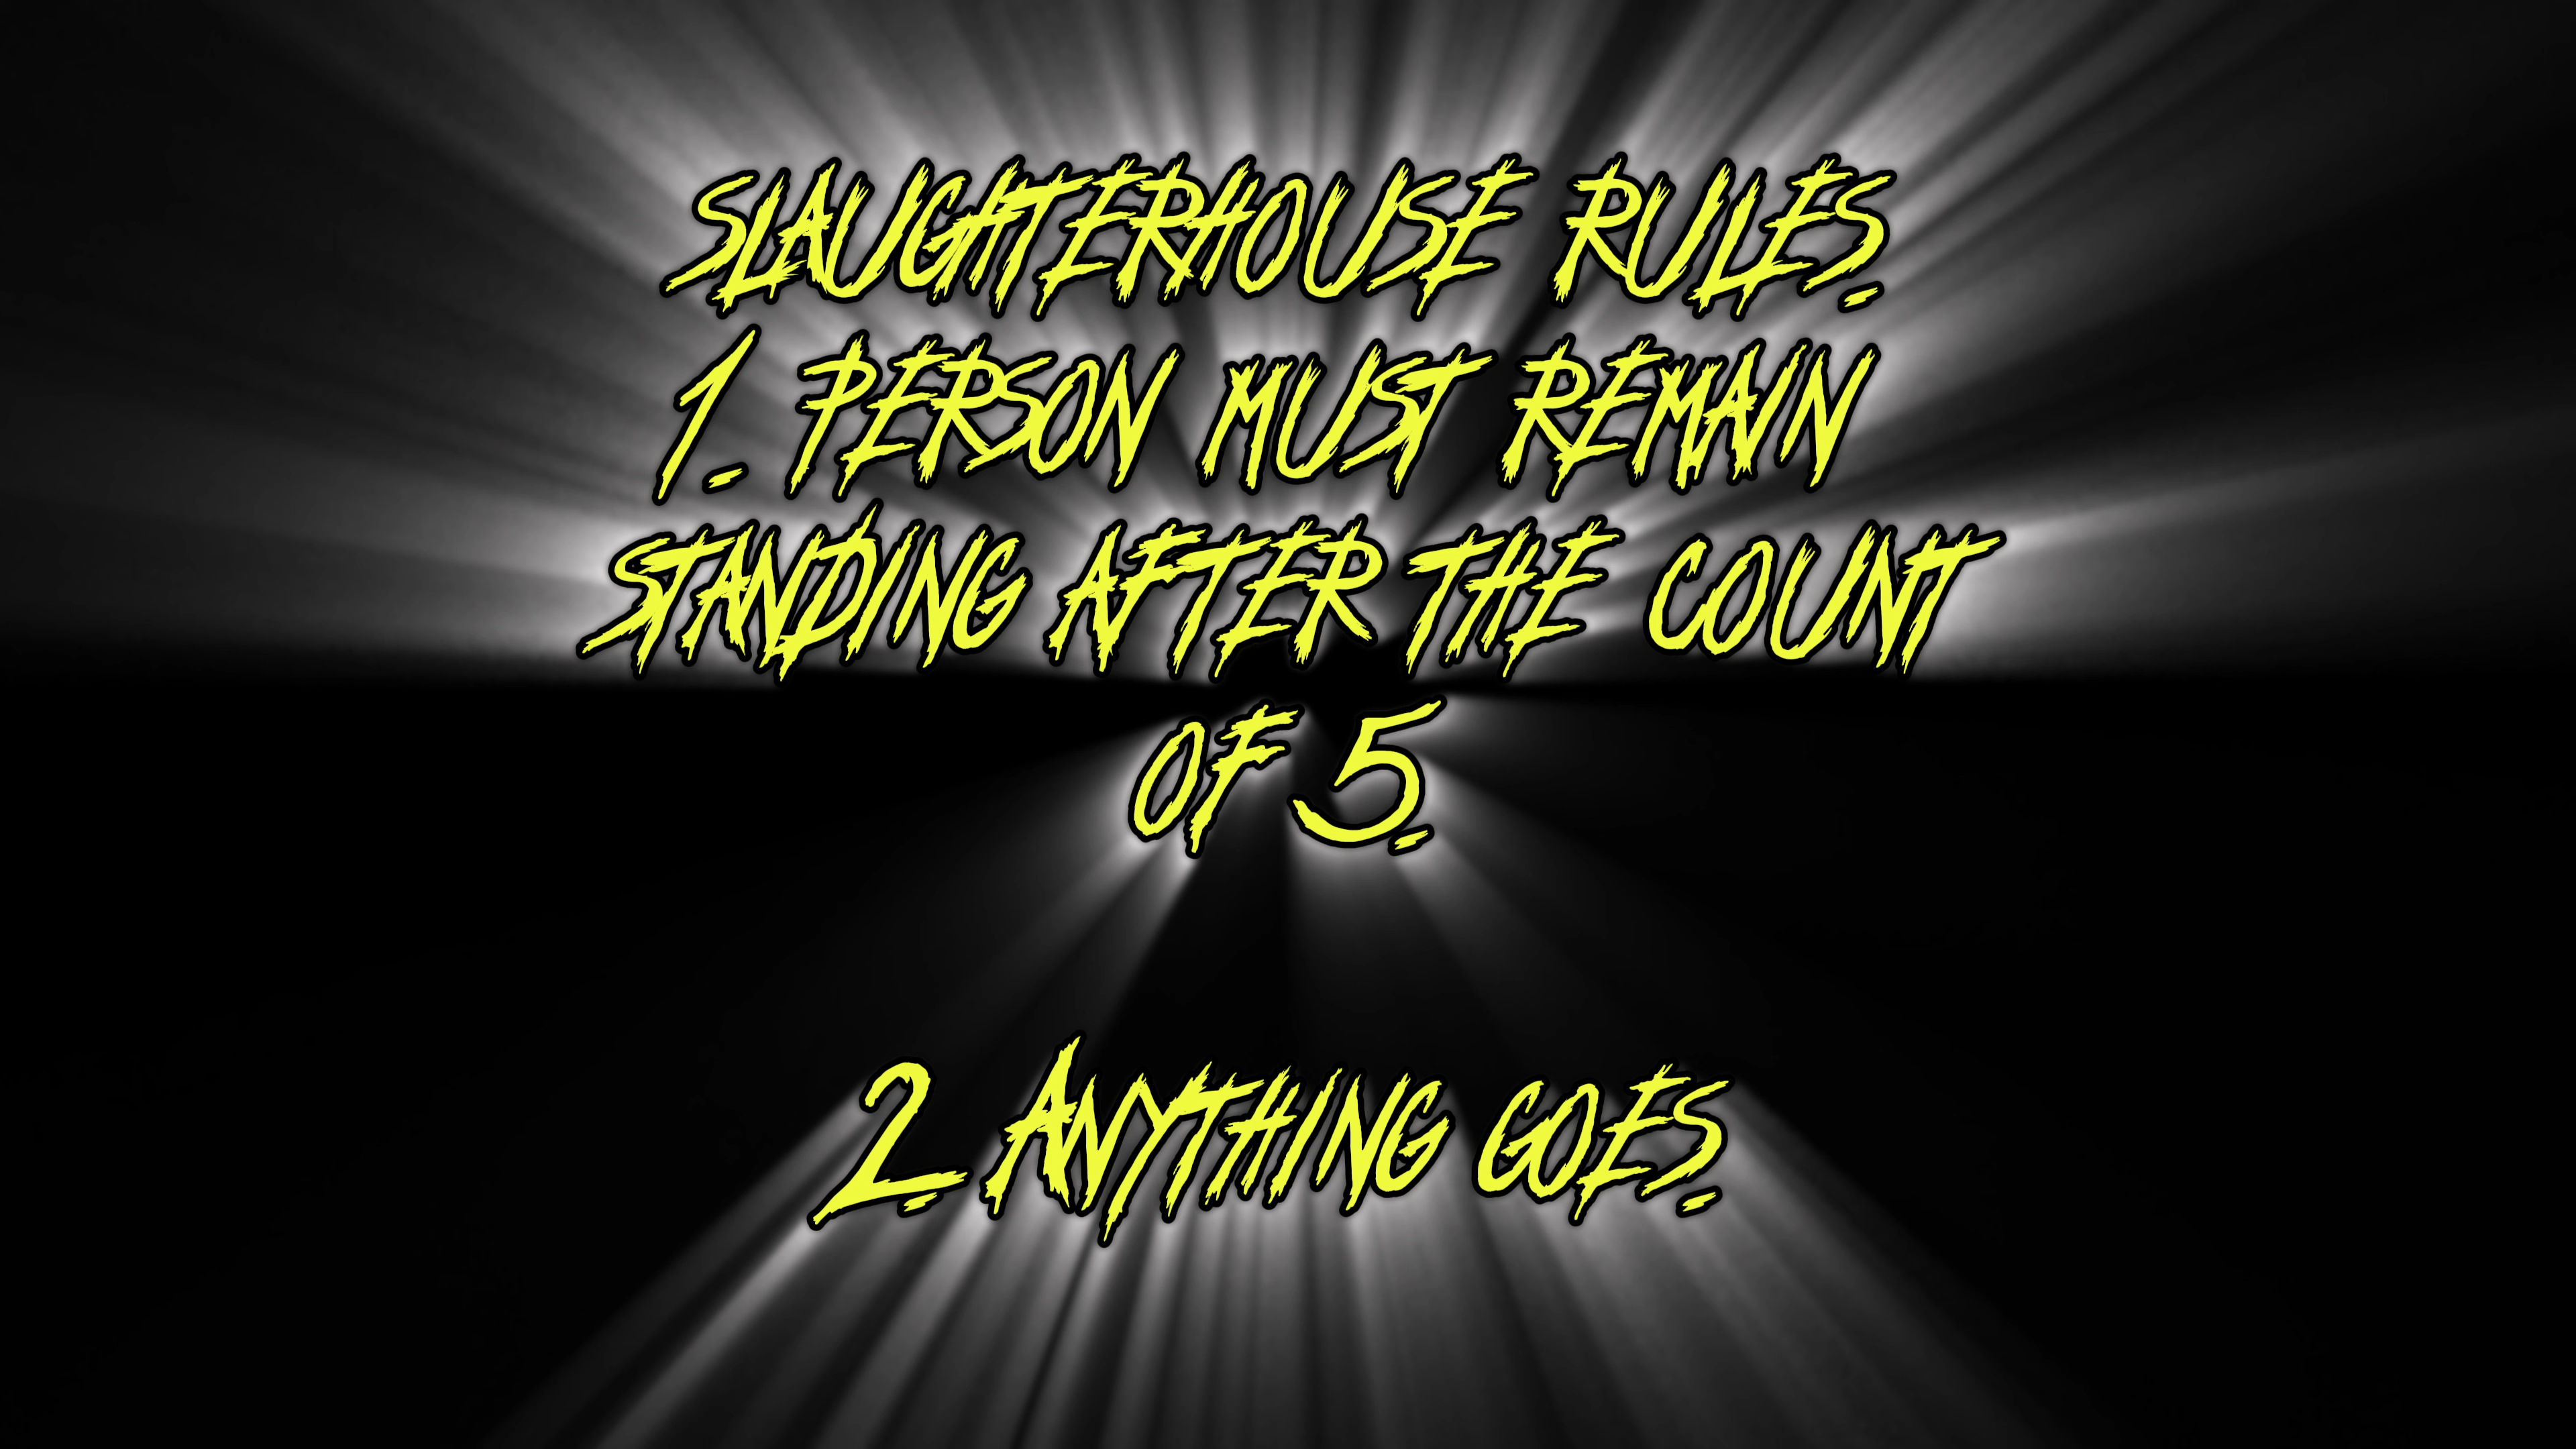 SLAUGHTERHOUSE RULES.
1. PERSON MUST REMAIN
STANDING AFTER THE COUNT
OF 5.
2. ANYTHING GOES.